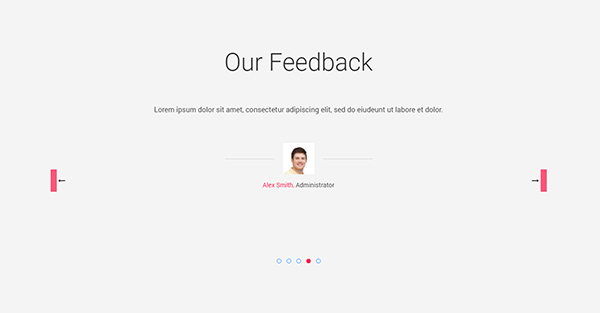 Our Feedback
Lorem ipsum dolor sit amet, consectetur adipiscing elit, sed do eiudeunt ut labore et dolor.
Alex Smith, Administrator